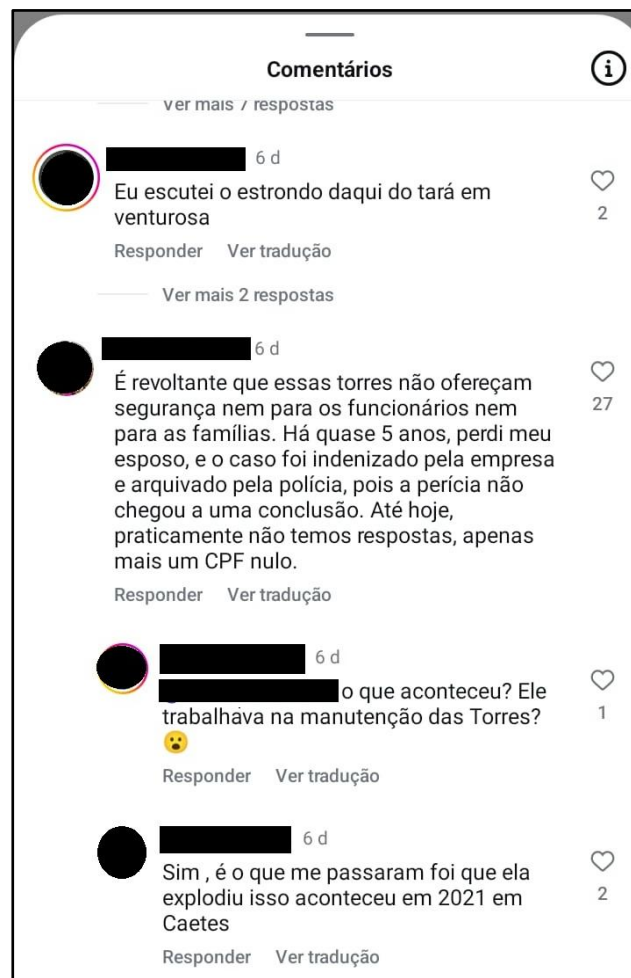 Comentários
Ver mais 7 respostas
6 d
Eu escutei o estrondo daqui do tará em
venturosa
2
Responder Ver tradução
Ver mais 2 respostas
6 d
É revoltante que essas torres não ofereçam
segurança nem para os funcionários nem
para as famílias. Há quase 5 anos, perdi meu
esposo, e o caso foi indenizado pela empresa
e arquivado pela polícia, pois a perícia não
chegou a uma conclusão. Até hoje,
praticamente não temos respostas, apenas
mais um CPF nulo.
27
Responder Ver tradução
6 d
o que aconteceu? Ele
trabalhava na manutenção das Torres?
😮
1
Responder Ver tradução
6 d
Sim , é o que me passaram foi que ela
explodiu isso aconteceu em 2021 em
Caetes
2
Responder Ver tradução